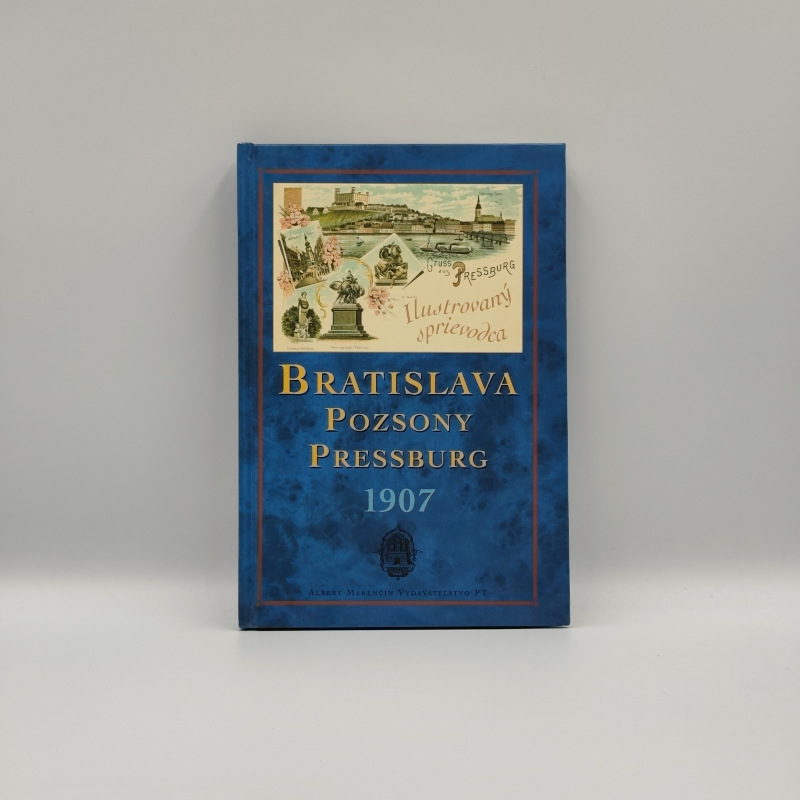 Gruss
aus PRESSBURG
Ilustrovaný
sprievodca
BRATISLAVA
POZSONY
PRESSBURG
1907
ALBERT MARENČIN VYDAVATEĽSTVO PT